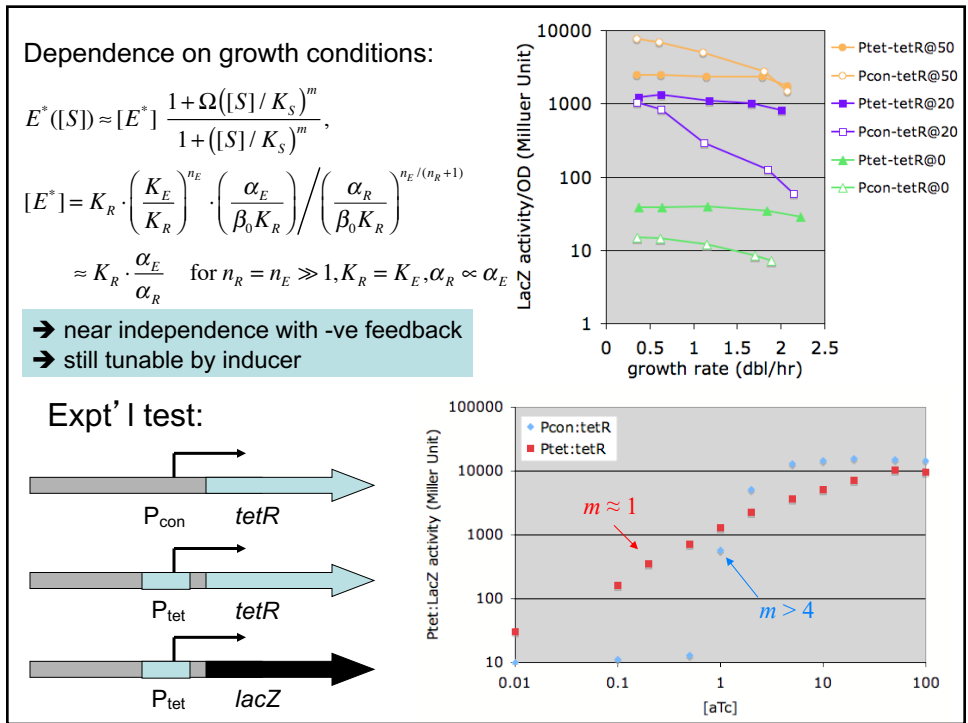 Dependence on growth conditions:
E*([S]) ≈ [E*] (1 + Ω([S]/K_S)^m) / (1 + ([S]/K_S)^m),
[E*] = K_R · (K_E/K_R)^{n_E} · (α_E/(β_0 K_R)) / (α_R/(β_0 K_R))^{n_E/(n_R+1)}
≈ K_R · α_E/α_R for n_R = n_E ≫ 1, K_R = K_E, α_R ∝ α_E
➔ near independence with -ve feedback
➔ still tunable by inducer
LacZ activity/OD (Milluer Unit)
10000
1000
100
10
1
0 0.5 1 1.5 2 2.5
growth rate (dbl/hr)
Ptet-tetR@50
Pcon-tetR@50
Ptet-tetR@20
Pcon-tetR@20
Ptet-tetR@0
Pcon-tetR@0
Expt'l test:
P_con tetR
P_tet tetR
P_tet lacZ
Ptet:LacZ activity (Miller Unit)
100000
10000
1000
100
10
0.01 0.1 1 10 100
[aTc]
Pcon:tetR
Ptet:tetR
m ≈ 1
m > 4